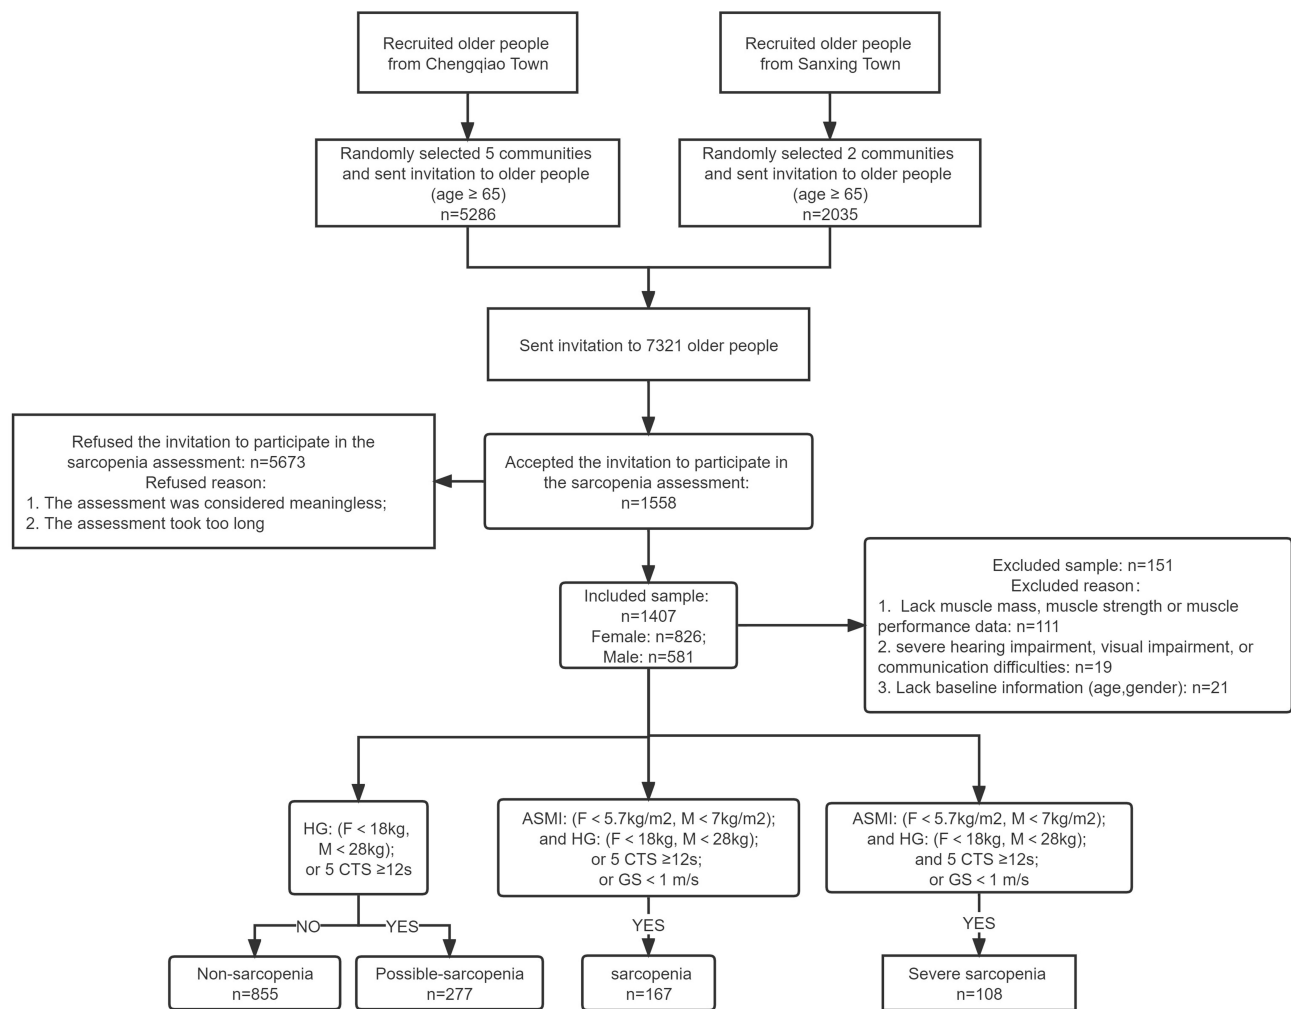 Recruited older people
from Chengqiao Town
Recruited older people
from Sanxing Town
Randomly selected 5 communities
and sent invitation to older people
(age ≥ 65)
n=5286
Randomly selected 2 communities
and sent invitation to older people
(age ≥ 65)
n=2035
Sent invitation to 7321 older people
Refused the invitation to participate in the
sarcopenia assessment: n=5673
Refused reason:
1. The assessment was considered meaningless;
2. The assessment took too long
Accepted the invitation to participate in
the sarcopenia assessment:
n=1558
Included sample:
n=1407
Female: n=826;
Male: n=581
Excluded sample: n=151
Excluded reason:
1. Lack muscle mass, muscle strength or muscle
performance data: n=111
2. severe hearing impairment, visual impairment, or
communication difficulties: n=19
3. Lack baseline information (age,gender): n=21
HG: (F < 18kg,
M < 28kg);
or 5 CTS ≥12s
ASMI: (F < 5.7kg/m2, M < 7kg/m2);
and HG: (F < 18kg, M < 28kg);
or 5 CTS ≥12s;
or GS < 1 m/s
ASMI: (F < 5.7kg/m2, M < 7kg/m2);
and HG: (F < 18kg, M < 28kg);
and 5 CTS ≥12s;
or GS < 1 m/s
NO
YES
YES
YES
Non-sarcopenia
n=855
Possible-sarcopenia
n=277
sarcopenia
n=167
Severe sarcopenia
n=108